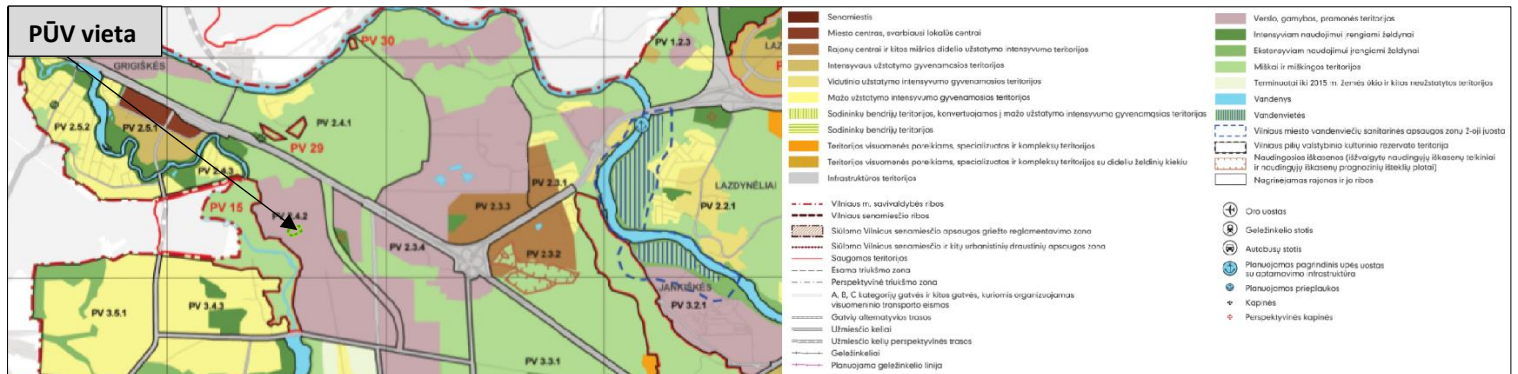 PŪV vieta
GRIGIŠKĖS
PV 30
PV 1.2.3
PV 2.5.2
PV 2.5.1
PV 2.4.1
PV 29
PV 2.4.3
PV 15
PV 2.4.2
PV 2.3.1
PV 2.3.3
PV 2.3.4
PV 2.3.2
LAZDYNĖLIAI
PV 2.2.1
JANKIŠKĖS
PV 3.2.1
PV 3.4.3
PV 3.5.1
PV 3.3.1
Senamiestis
Miesto centras, svarbiausi lokalūs centrai
Rajonų centrai ir kitos mišrios didelio užstatymo intensyvumo teritorijos
Intensyvaus užstatymo gyvenamosios teritorijos
Vidutinio užstatymo intensyvumo gyvenamosios teritorijos
Mažo užstatymo intensyvumo gyvenamosios teritorijos
Sodininkų bendrijų teritorijos, konvertuojamos į mažo užstatymo intensyvumo gyvenamąsias teritorijas
Sodininkų bendrijų teritorijos
Teritorijos visuomenės poreikiams, specializuotos ir kompleksų teritorijos
Teritorijos visuomenės poreikiams, specializuotos ir kompleksų teritorijos su dideliu želdinių kiekiu
Infrastruktūros teritorijos
Vilniaus m. savivaldybės ribos
Vilniaus senamiesčio ribos
Siūloma Vilniaus senamiesčio apsaugos griežto reglamentavimo zona
Siūloma Vilniaus senamiesčio ir kitų urbanistinių draustinių apsaugos zona
Saugomos teritorijos
Esama triukšmo zona
Perspektyvinė triukšmo zona
A, B, C kategorijų gatvės ir kitos gatvės, kuriomis organizuojamas
visuomeninio transporto eismas
Gatvių alternatyvios trasos
Užmiesčio keliai
Užmiesčio kelių perspektyvinės trasos
Geležinkeliai
Planuojama geležinkelio linija
Verslo, gamybos, pramonės teritorijos
Intensyviam naudojimui įrengiami želdynai
Ekstensyviam naudojimui įrengiami želdynai
Miškai ir miškingos teritorijos
Terminuotai iki 2015 m. žemės ūkio ir kitos neužstatytos teritorijos
Vandenys
Vandenvietės
Vilniaus miesto vandenviečių sanitarinės apsaugos zonų 2-oji juosta
Vilniaus pilių valstybinio kultūrinio rezervato teritorija
Naudingosios iškasenos (išžvalgytų naudingųjų iškasenų telkiniai
ir naudingųjų iškasenų prognozinių išteklių plotai)
Nagrinėjamas rajonas ir jo ribos
Oro uostas
Geležinkelio stotis
Autobusų stotis
Planuojamas pagrindinis upės uostas
su aptarnavimo infrastruktūra
Planuojamos prieplaukos
Kapinės
Perspektyvinės kapinės